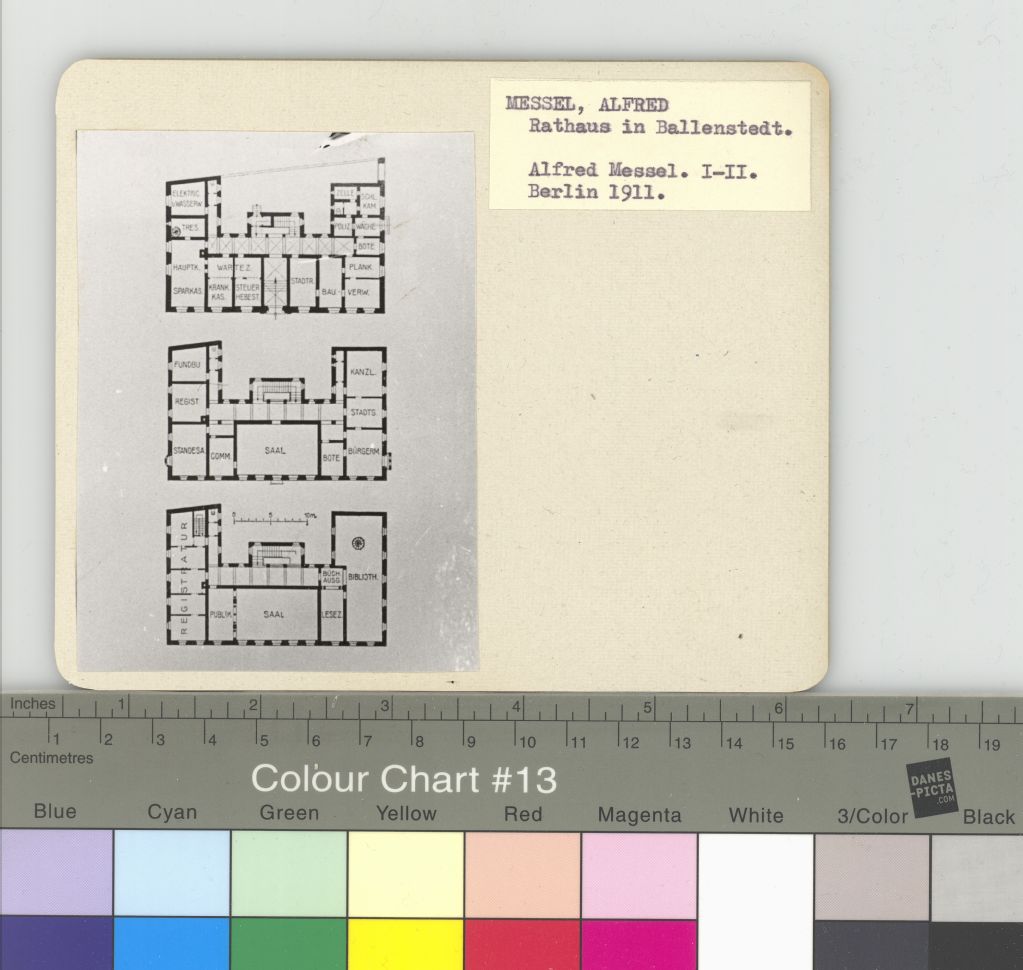 MESSEL, ALFRED
Rathaus in Ballenstedt.
Alfred Messel. I-II.
Berlin 1911.
ELEKTRIC.
U WASSERW.
TRES.
HAUPTK.
SPARKAS.
WARTEZ.
KRANK.
KAS.
STEUER
HEBEST.
STADTR.
BAU-
VERW.
PLANK.
BOTE
POLIZ.
WACHE
ZELLE
SCHL.
KAM.
FUNDBU.
REGIST.
STANDESA.
COMM.
SAAL
BOTE
BÜRGERM.
STADTS.
KANZL.
0 5 10m
REGISTRATUR
PUBLIK.
SAAL
LESEZ.
BÜCH.
AUSG.
BIBLIOTH.
Inches 1 2 3 4 5 6 7
1 2 3 4 5 6 7 8 9 10 11 12 13 14 15 16 17 18 19
Centimetres
Colour Chart #13
DANES
-PICTA
.COM
Blue Cyan Green Yellow Red Magenta White 3/Color Black